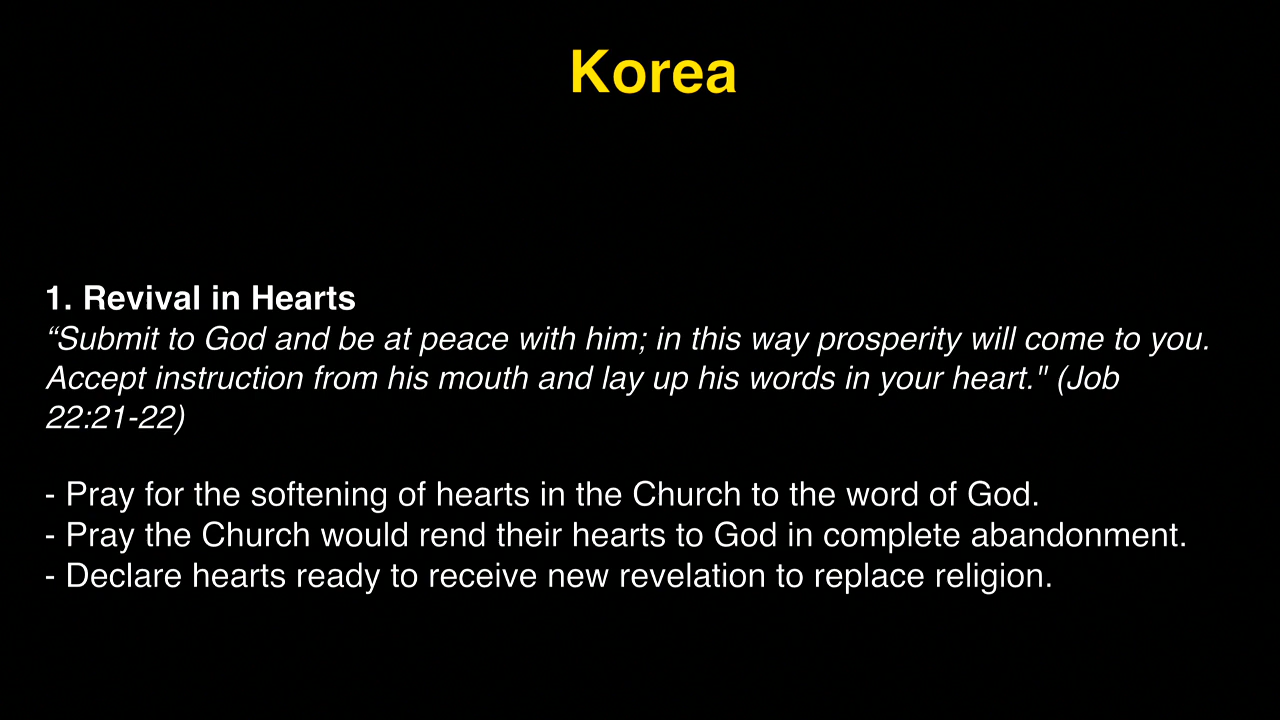 Korea
1. Revival in Hearts
“Submit to God and be at peace with him; in this way prosperity will come to you.
Accept instruction from his mouth and lay up his words in your heart." (Job
22:21-22)
- Pray for the softening of hearts in the Church to the word of God.
- Pray the Church would rend their hearts to God in complete abandonment.
- Declare hearts ready to receive new revelation to replace religion.